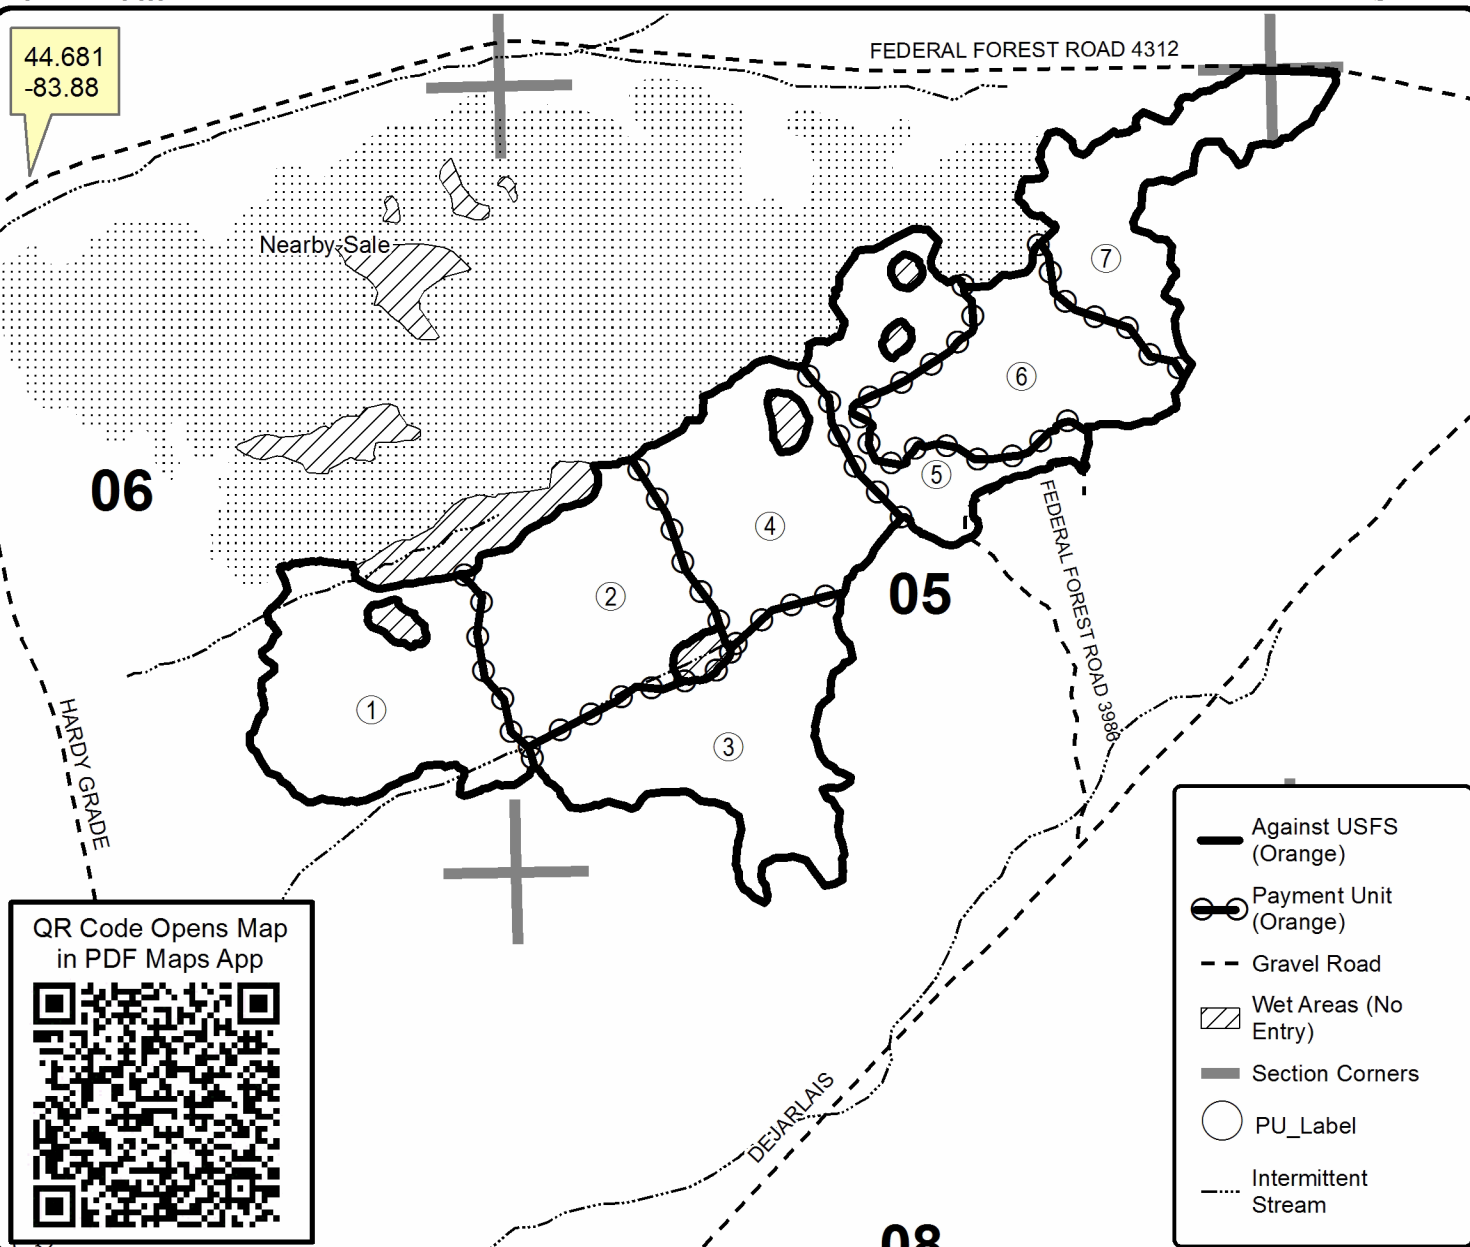 44.681
-83.88
FEDERAL FOREST ROAD 4312
Nearby Sale
7
6
06
5
4
2
05
FEDERAL FOREST ROAD 3986
1
3
HARDY GRADE
DEJARLAIS
08
QR Code Opens Map
in PDF Maps App
Against USFS
(Orange)
Payment Unit
(Orange)
Gravel Road
Wet Areas (No
Entry)
Section Corners
PU_Label
Intermittent
Stream